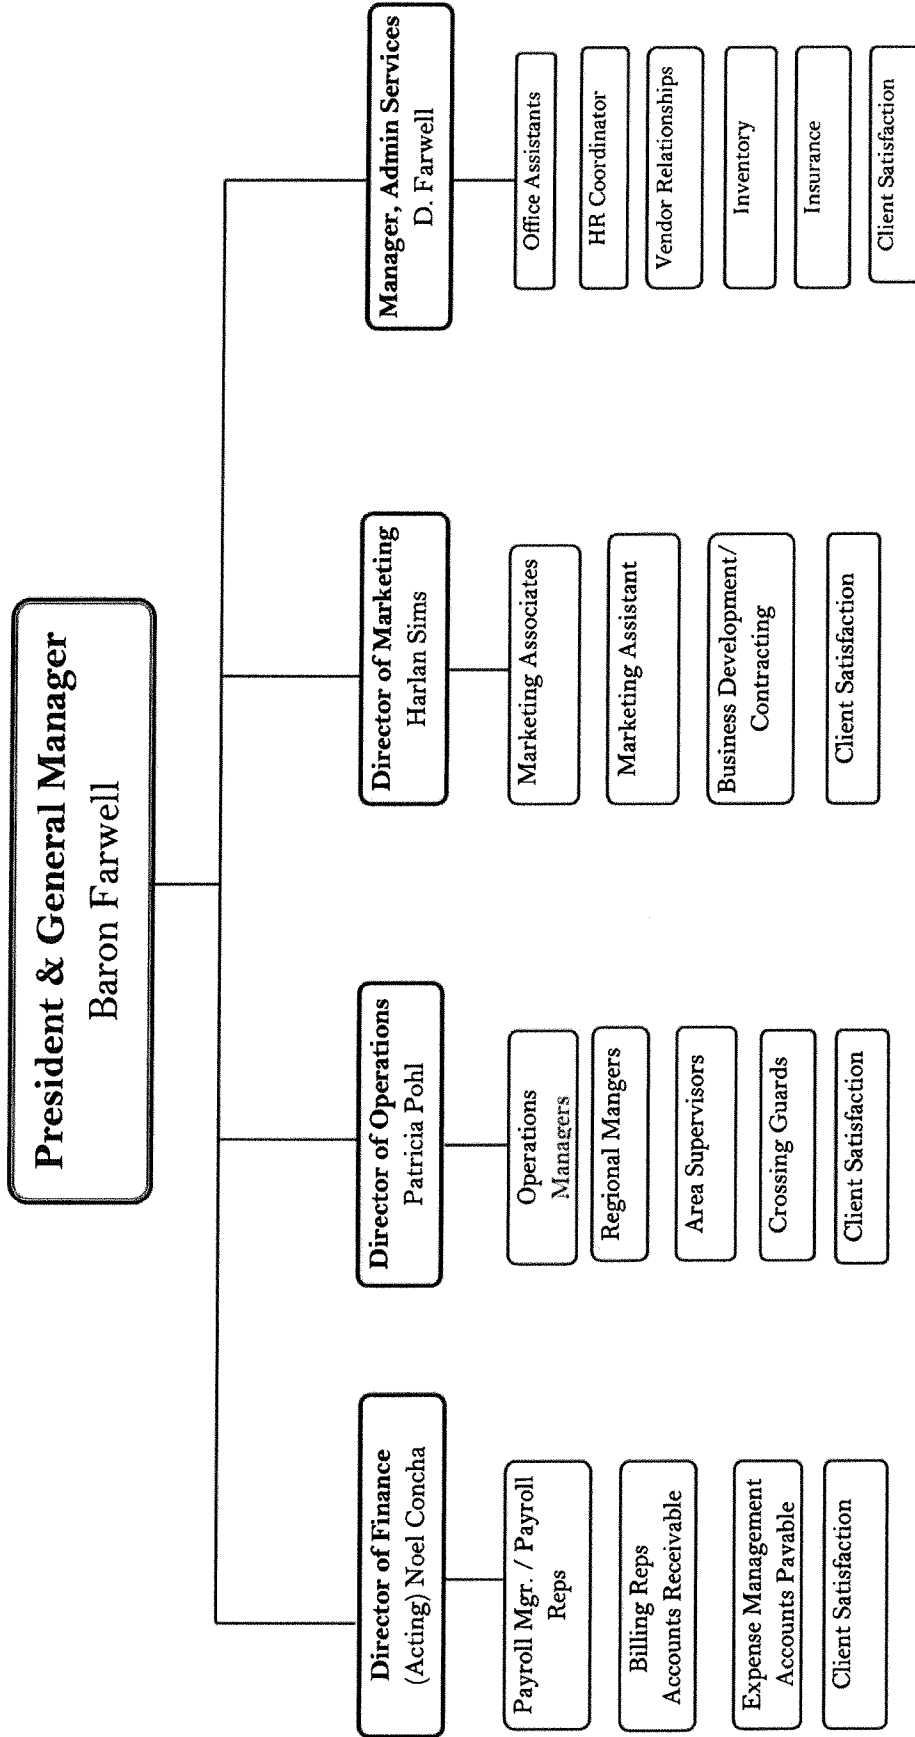 President & General Manager
Baron Farwell
Director of Finance
(Acting) Noel Concha
Payroll Mgr. / Payroll
Reps
Billing Reps
Accounts Receivable
Expense Management
Accounts Payable
Client Satisfaction
Director of Operations
Patricia Pohl
Operations
Managers
Regional Mangers
Area Supervisors
Crossing Guards
Client Satisfaction
Director of Marketing
Harlan Sims
Marketing Associates
Marketing Assistant
Business Development/
Contracting
Client Satisfaction
Manager, Admin Services
D. Farwell
Office Assistants
HR Coordinator
Vendor Relationships
Inventory
Insurance
Client Satisfaction